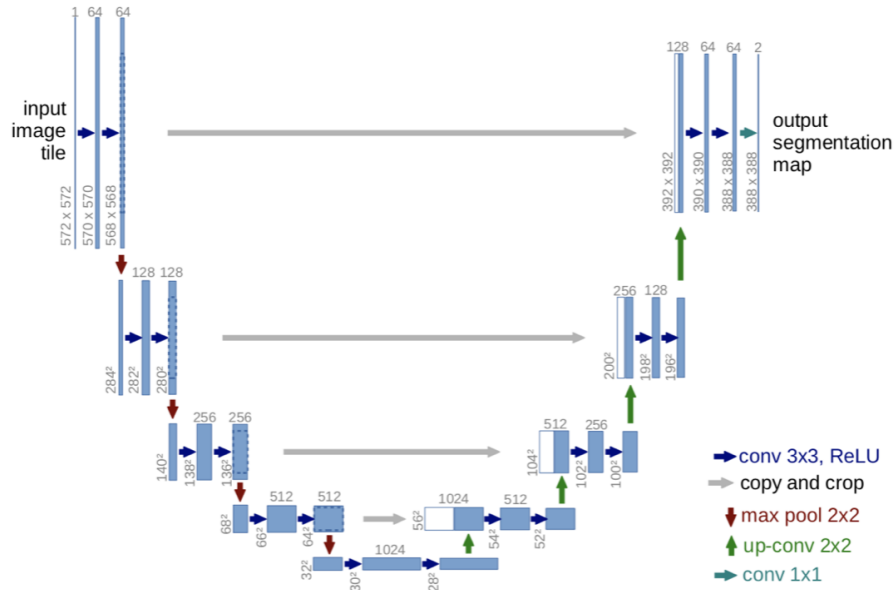 1 64 64
input
image
tile
572 x 572
570 x 570
568 x 568
128 64 64 2
output
segmentation
map
392 x 392
390 x 390
388 x 388
388 x 388
128 128
284²
282²
280²
256 128
200²
198²
196²
256 256
140²
138²
136²
512 256
104²
102²
100²
512 512
68²
66²
64²
1024 512
56²
54²
52²
1024
32²
30²
28²
conv 3x3, ReLU
copy and crop
max pool 2x2
up-conv 2x2
conv 1x1